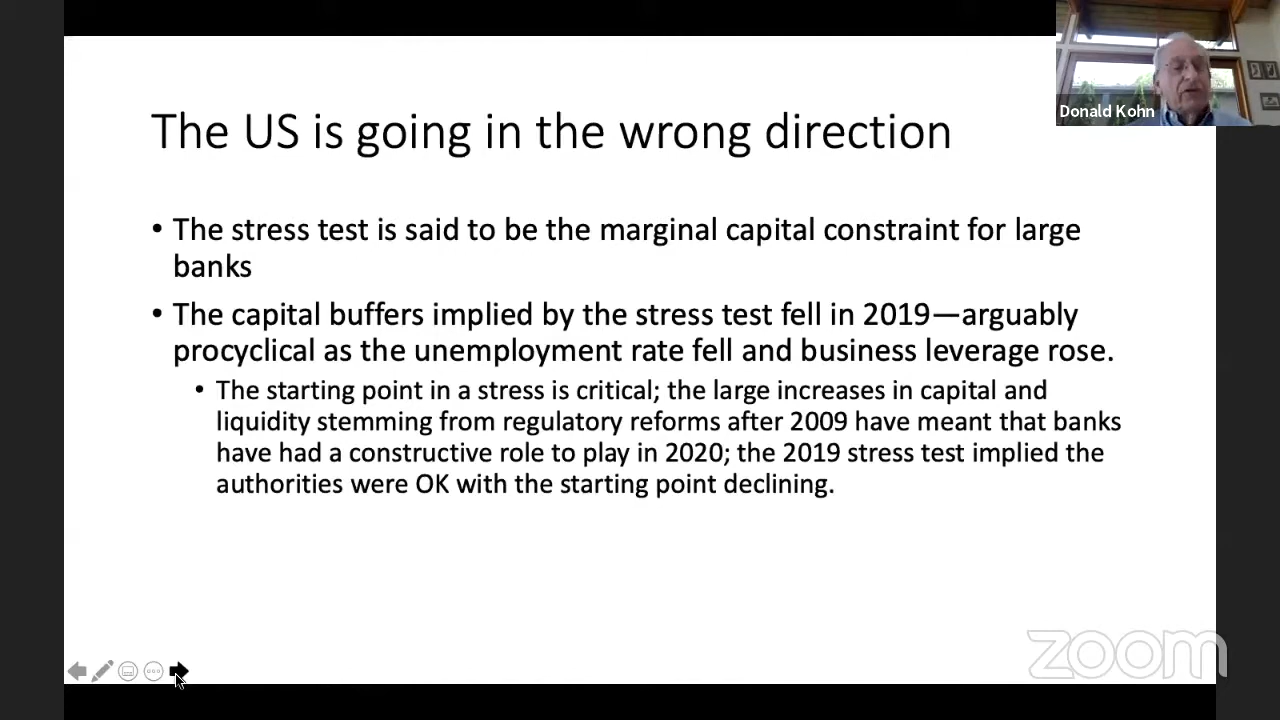 Donald Kohn
The US is going in the wrong direction
• The stress test is said to be the marginal capital constraint for large
banks
• The capital buffers implied by the stress test fell in 2019—arguably
procyclical as the unemployment rate fell and business leverage rose.
• The starting point in a stress is critical; the large increases in capital and
liquidity stemming from regulatory reforms after 2009 have meant that banks
have had a constructive role to play in 2020; the 2019 stress test implied the
authorities were OK with the starting point declining.
zoom